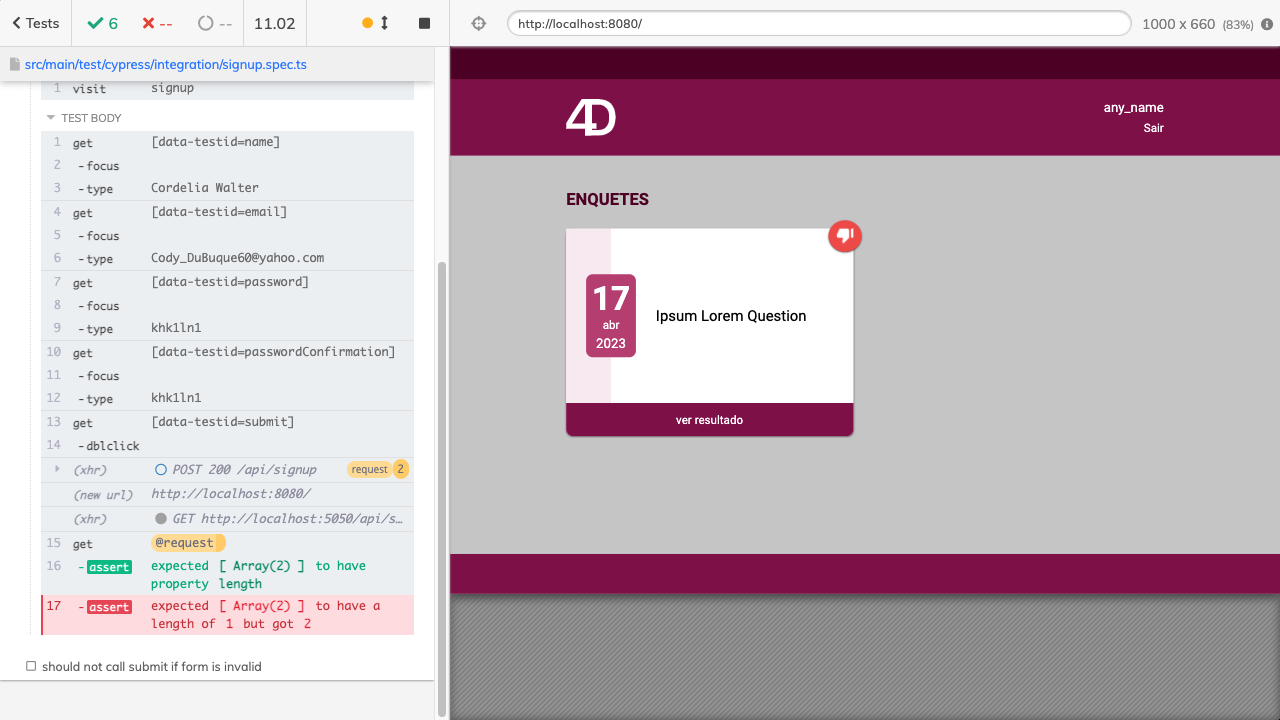 Tests
6
--
--
11.02
http://localhost:8080/
1000 x 660 (83%)
src/main/test/cypress/integration/signup.spec.ts
1 visit signup
TEST BODY
1 get [data-testid=name]
2 -focus
3 -type Cordelia Walter
4 get [data-testid=email]
5 -focus
6 -type Cody_DuBuque60@yahoo.com
7 get [data-testid=password]
8 -focus
9 -type khk1ln1
10 get [data-testid=passwordConfirmation]
11 -focus
12 -type khk1ln1
13 get [data-testid=submit]
14 -dblclick
(xhr) POST 200 /api/signup request 2
(new url) http://localhost:8080/
(xhr) GET http://localhost:5050/api/s…
15 get @request
16 -assert expected [ Array(2) ] to have
property length
17 -assert expected [ Array(2) ] to have a
length of 1 but got 2
should not call submit if form is invalid
4D
any_name
Sair
ENQUETES
17
abr
2023
Ipsum Lorem Question
ver resultado